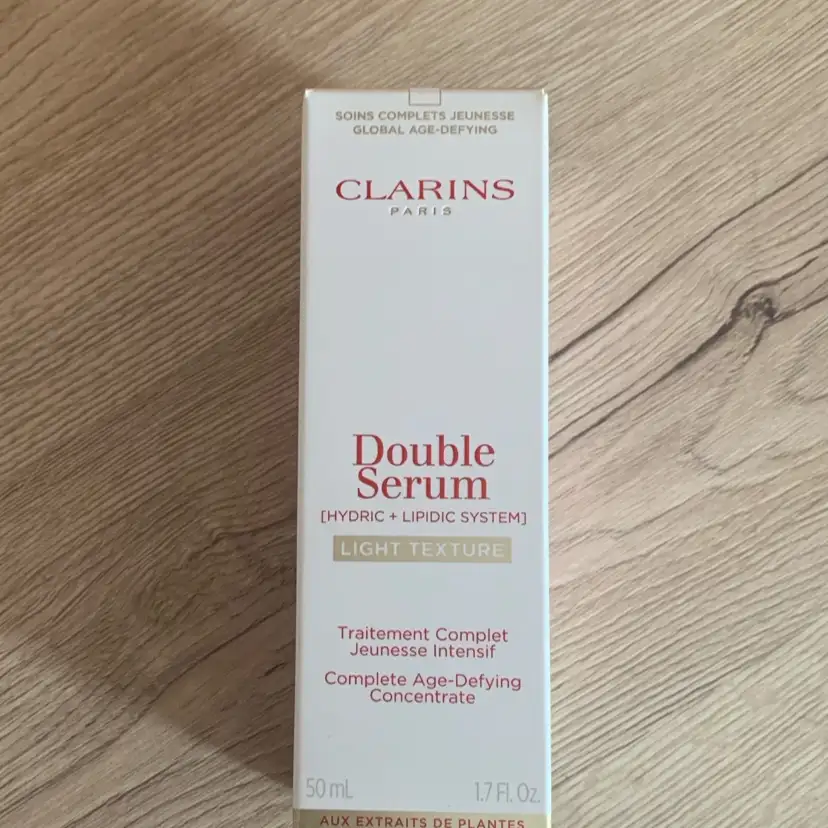 SOINS COMPLETS JEUNESSE
GLOBAL AGE-DEFYING
CLARINS
PARIS
Double
Serum
[HYDRIC + LIPIDIC SYSTEM]
LIGHT TEXTURE
Traitement Complet
Jeunesse Intensif
Complete Age-Defying
Concentrate
50 mL 1.7 Fl. Oz.
AUX EXTRAITS DE PLANTES